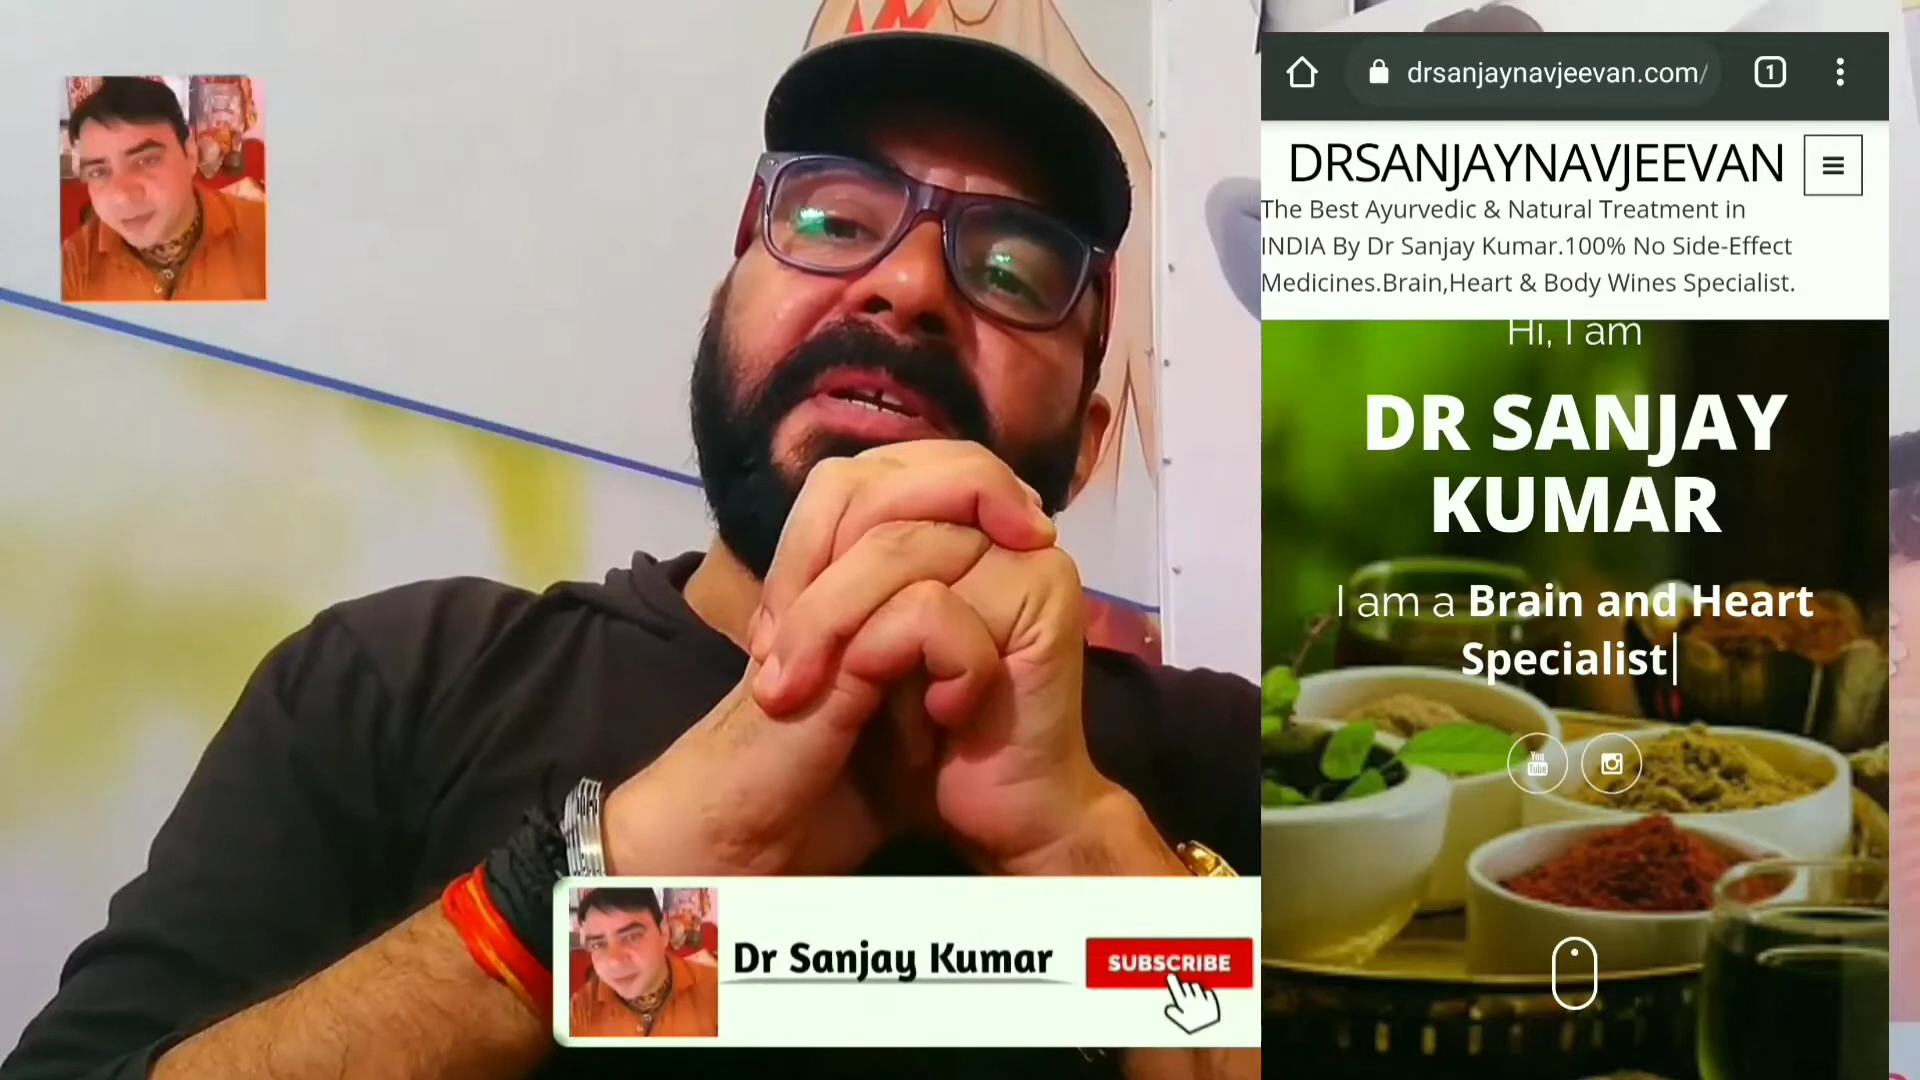 drsanjaynavjeevan.com/
1
DRSANJAYNAVJEEVAN
The Best Ayurvedic & Natural Treatment in
INDIA By Dr Sanjay Kumar.100% No Side-Effect
Medicines.Brain,Heart & Body Wines Specialist.
Hi, I am
DR SANJAY
KUMAR
I am a Brain and Heart
Specialist
You
Tube
Dr Sanjay Kumar
SUBSCRIBE